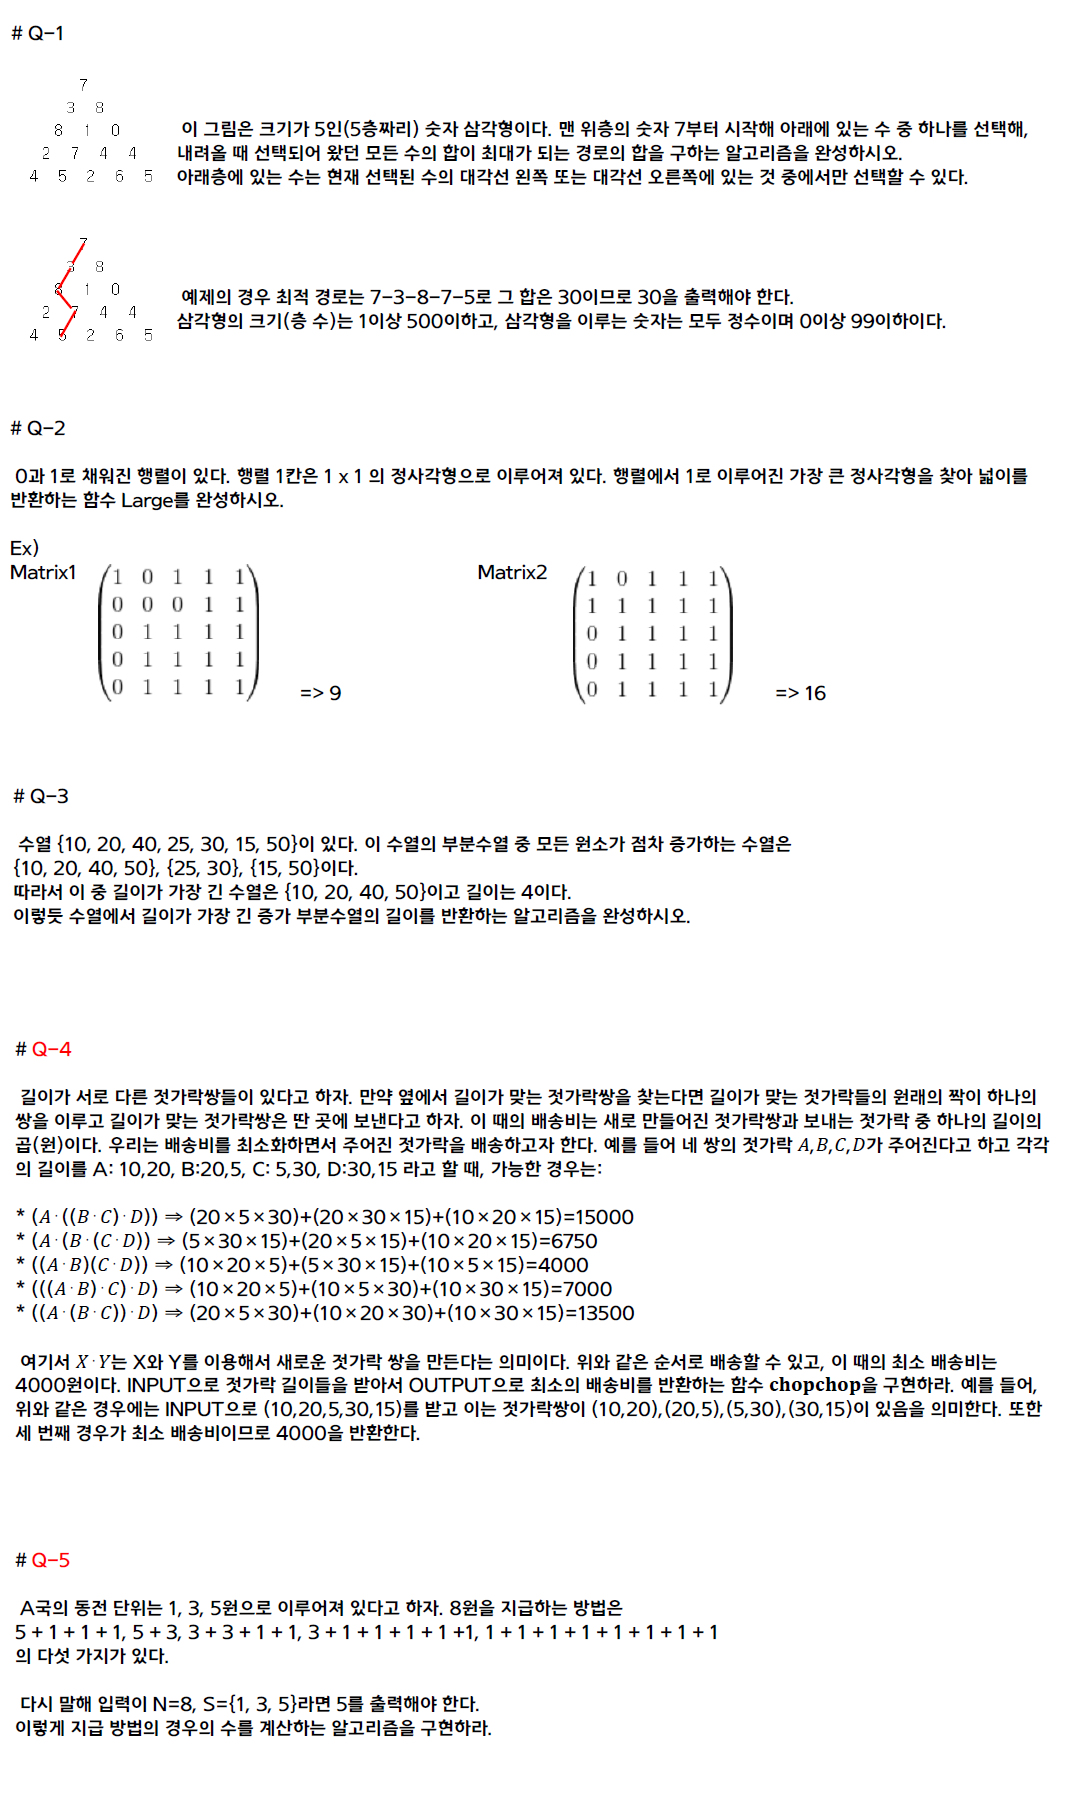 # Q-1
7
3 8
8 1 0
2 7 4 4
4 5 2 6 5
이 그림은 크기가 5인(5층짜리) 숫자 삼각형이다. 맨 위층의 숫자 7부터 시작해 아래에 있는 수 중 하나를 선택해,
내려올 때 선택되어 왔던 모든 수의 합이 최대가 되는 경로의 합을 구하는 알고리즘을 완성하시오.
아래층에 있는 수는 현재 선택된 수의 대각선 왼쪽 또는 대각선 오른쪽에 있는 것 중에서만 선택할 수 있다.
7
3 8
8 1 0
2 7 4 4
4 5 2 6 5
예제의 경우 최적 경로는 7-3-8-7-5로 그 합은 30이므로 30을 출력해야 한다.
삼각형의 크기(층 수)는 1이상 500이하고, 삼각형을 이루는 숫자는 모두 정수이며 0이상 99이하이다.
# Q-2
0과 1로 채워진 행렬이 있다. 행렬 1칸은 1 x 1 의 정사각형으로 이루어져 있다. 행렬에서 1로 이루어진 가장 큰 정사각형을 찾아 넓이를
반환하는 함수 Large를 완성하시오.
Ex)
Matrix1
1 0 1 1 1
0 0 0 1 1
0 1 1 1 1
0 1 1 1 1
0 1 1 1 1
=> 9
Matrix2
1 0 1 1 1
1 1 1 1 1
0 1 1 1 1
0 1 1 1 1
0 1 1 1 1
=> 16
# Q-3
수열 {10, 20, 40, 25, 30, 15, 50}이 있다. 이 수열의 부분수열 중 모든 원소가 점차 증가하는 수열은
{10, 20, 40, 50}, {25, 30}, {15, 50}이다.
따라서 이 중 길이가 가장 긴 수열은 {10, 20, 40, 50}이고 길이는 4이다.
이렇듯 수열에서 길이가 가장 긴 증가 부분수열의 길이를 반환하는 알고리즘을 완성하시오.
# Q-4
길이가 서로 다른 젓가락쌍들이 있다고 하자. 만약 옆에서 길이가 맞는 젓가락쌍을 찾는다면 길이가 맞는 젓가락들의 원래의 짝이 하나의
쌍을 이루고 길이가 맞는 젓가락쌍은 딴 곳에 보낸다고 하자. 이 때의 배송비는 새로 만들어진 젓가락쌍과 보내는 젓가락 중 하나의 길이의
곱(원)이다. 우리는 배송비를 최소화하면서 주어진 젓가락을 배송하고자 한다. 예를 들어 네 쌍의 젓가락 A,B,C,D가 주어진다고 하고 각각
의 길이를 A: 10,20, B:20,5, C: 5,30, D:30,15 라고 할 때, 가능한 경우는:
* (A·((B·C)·D)) ⇒ (20×5×30)+(20×30×15)+(10×20×15)=15000
* (A·(B·(C·D)) ⇒ (5×30×15)+(20×5×15)+(10×20×15)=6750
* ((A·B)(C·D)) ⇒ (10×20×5)+(5×30×15)+(10×5×15)=4000
* (((A·B)·C)·D) ⇒ (10×20×5)+(10×5×30)+(10×30×15)=7000
* ((A·(B·C))·D) ⇒ (20×5×30)+(10×20×30)+(10×30×15)=13500
여기서 X·Y는 X와 Y를 이용해서 새로운 젓가락 쌍을 만든다는 의미이다. 위와 같은 순서로 배송할 수 있고, 이 때의 최소 배송비는
4000원이다. INPUT으로 젓가락 길이들을 받아서 OUTPUT으로 최소의 배송비를 반환하는 함수 chopchop을 구현하라. 예를 들어,
위와 같은 경우에는 INPUT으로 (10,20,5,30,15)를 받고 이는 젓가락쌍이 (10,20),(20,5),(5,30),(30,15)이 있음을 의미한다. 또한
세 번째 경우가 최소 배송비이므로 4000을 반환한다.
# Q-5
A국의 동전 단위는 1, 3, 5원으로 이루어져 있다고 하자. 8원을 지급하는 방법은
5 + 1 + 1 + 1, 5 + 3, 3 + 3 + 1 + 1, 3 + 1 + 1 + 1 + 1 +1, 1 + 1 + 1 + 1 + 1 + 1 + 1 + 1
의 다섯 가지가 있다.
다시 말해 입력이 N=8, S={1, 3, 5}라면 5를 출력해야 한다.
이렇게 지급 방법의 경우의 수를 계산하는 알고리즘을 구현하라.